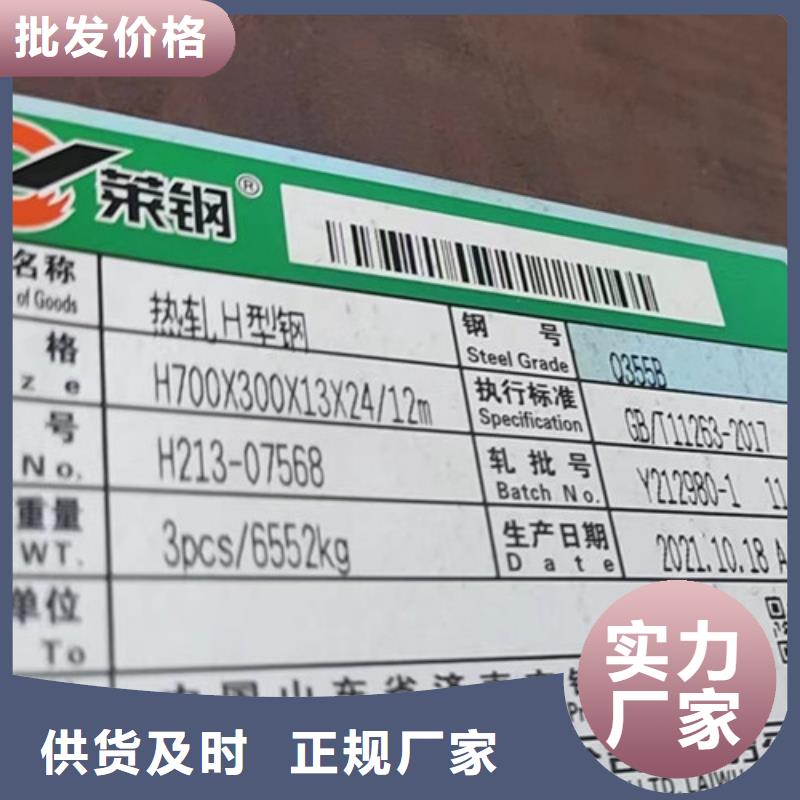 批发价格
莱钢®
名称
of Goods
热轧H型钢
钢号
Steel Grade
Q355B
格
ze
H700X300X13X24/12m
执行标准
Specification
GB/T11263-2017
号
No.
H213-07568
轧批号
Batch No.
Y212980-1 11
重量
WT.
3pcs/6552kg
生产日期
Date
2021.10.18 A
单位
To
实力
厂家
供货及时 正规厂家